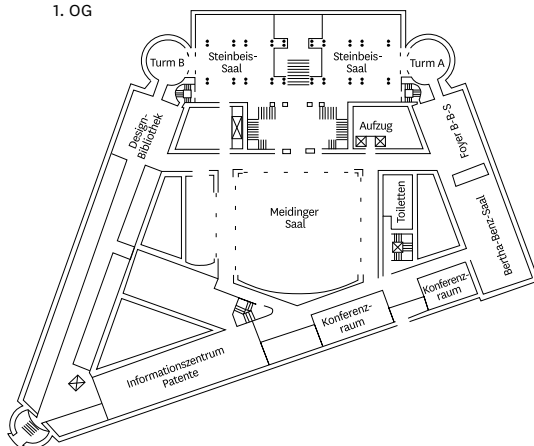 1. OG
Turm B
Steinbeis-
Saal
Steinbeis-
Saal
Turm A
Design-
Bibliothek
Aufzug
Foyer B-B-S
Meidinger
Saal
Toiletten
Bertha-Benz-Saal
Konferenz-
raum
Konferenz-
raum
Informationszentrum
Patente